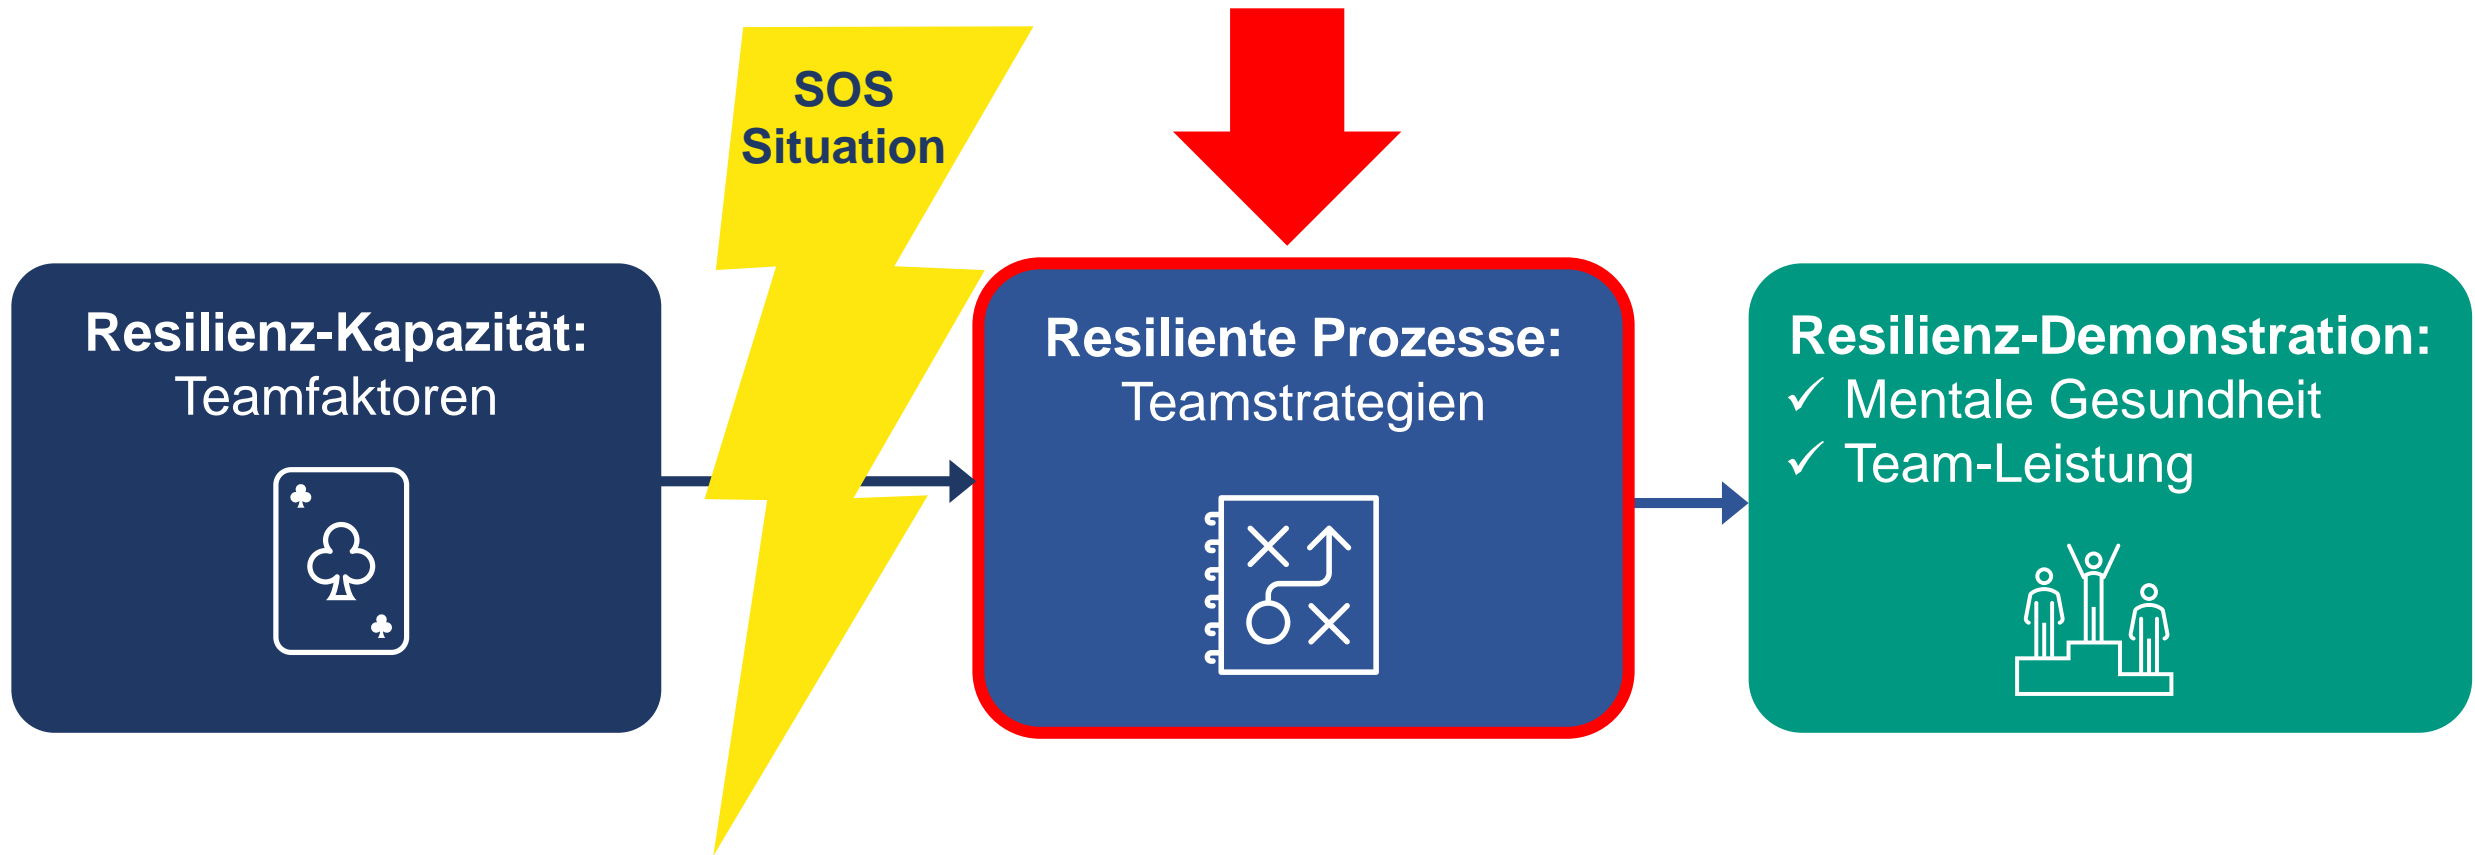 SOS
Situation
Resilienz-Kapazität:
Teamfaktoren
Resiliente Prozesse:
Teamstrategien
Resilienz-Demonstration:
✓ Mentale Gesundheit
✓ Team-Leistung